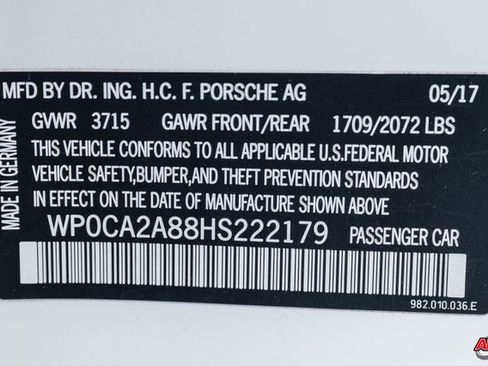 MFD BY DR. ING. H.C. F. PORSCHE AG 05/17
GVWR 3715 GAWR FRONT/REAR 1709/2072 LBS
THIS VEHICLE CONFORMS TO ALL APPLICABLE U.S.FEDERAL MOTOR
VEHICLE SAFETY,BUMPER,AND THEFT PREVENTION STANDARDS
IN EFFECT ON THE DATE OF MANUFACTURE SHOWN ABOVE
WP0CA2A88HS222179 PASSENGER CAR
982.010.036.E
MADE IN GERMANY